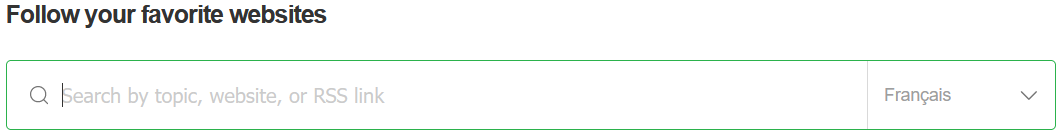 Follow your favorite websites
Search by topic, website, or RSS link
Français